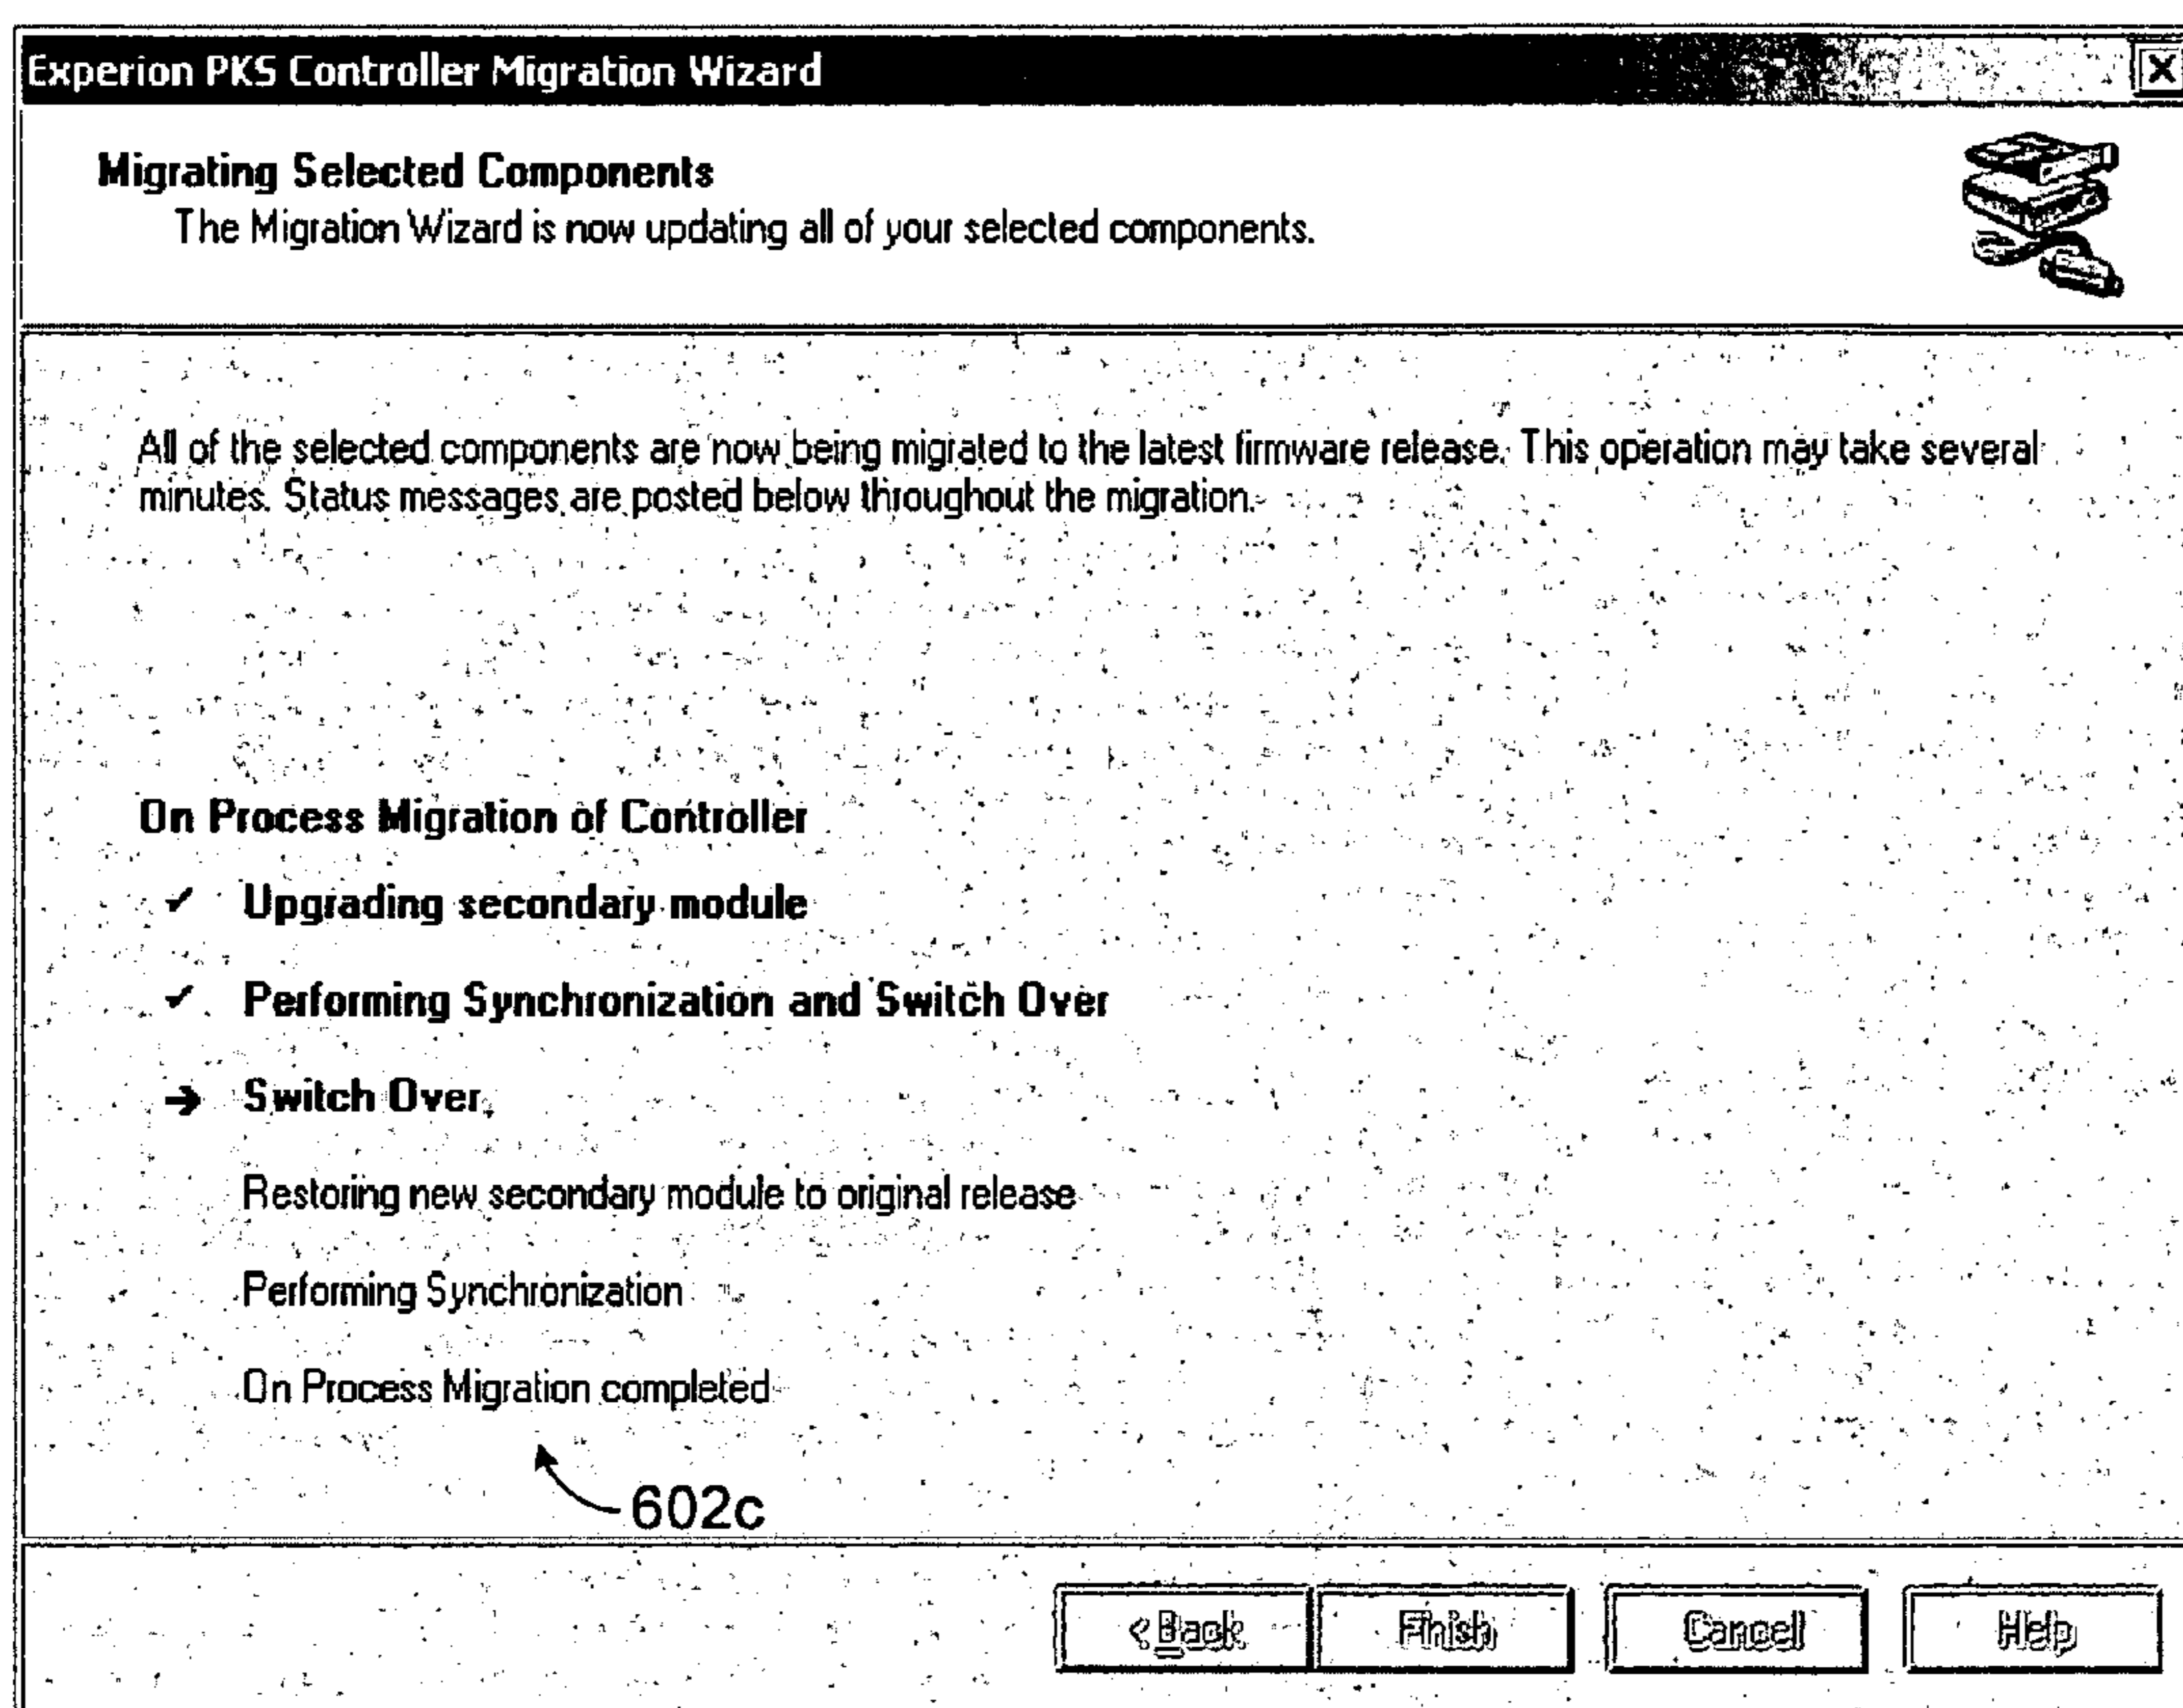 Experion PKS Controller Migration Wizard
Migrating Selected Components
The Migration Wizard is now updating all of your selected components.
All of the selected components are now being migrated to the latest firmware release. This operation may take several
minutes. Status messages are posted below throughout the migration.
On Process Migration of Controller
✓ Upgrading secondary module
✓ Performing Synchronization and Switch Over
→ Switch Over
Restoring new secondary module to original release
Performing Synchronization
On Process Migration completed
602c
< Back Finish Cancel Help